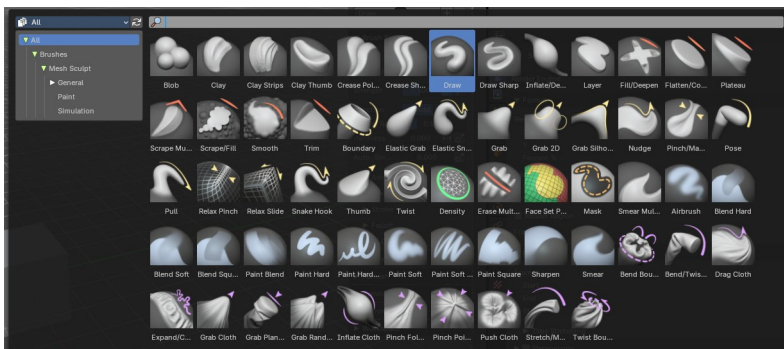 All
All
Brushes
Mesh Sculpt
General
Paint
Simulation
Blob Clay Clay Strips Clay Thumb Crease Pol... Crease Sh... Draw Draw Sharp Inflate/De... Layer Fill/Deepen Flatten/Co... Plateau
Scrape Mu... Scrape/Fill Smooth Trim Boundary Elastic Grab Elastic Sn... Grab Grab 2D Grab Silho... Nudge Pinch/Ma... Pose
Pull Relax Pinch Relax Slide Snake Hook Thumb Twist Density Erase Mult... Face Set P... Mask Smear Mul... Airbrush Blend Hard
Blend Soft Blend Squ... Paint Blend Paint Hard Paint Hard... Paint Soft Paint Soft ... Paint Square Sharpen Smear Bend Bou... Bend/Twis... Drag Cloth
Expand/C... Grab Cloth Grab Plan... Grab Rand... Inflate Cloth Pinch Fol... Pinch Poi... Push Cloth Stretch/M... Twist Bou...